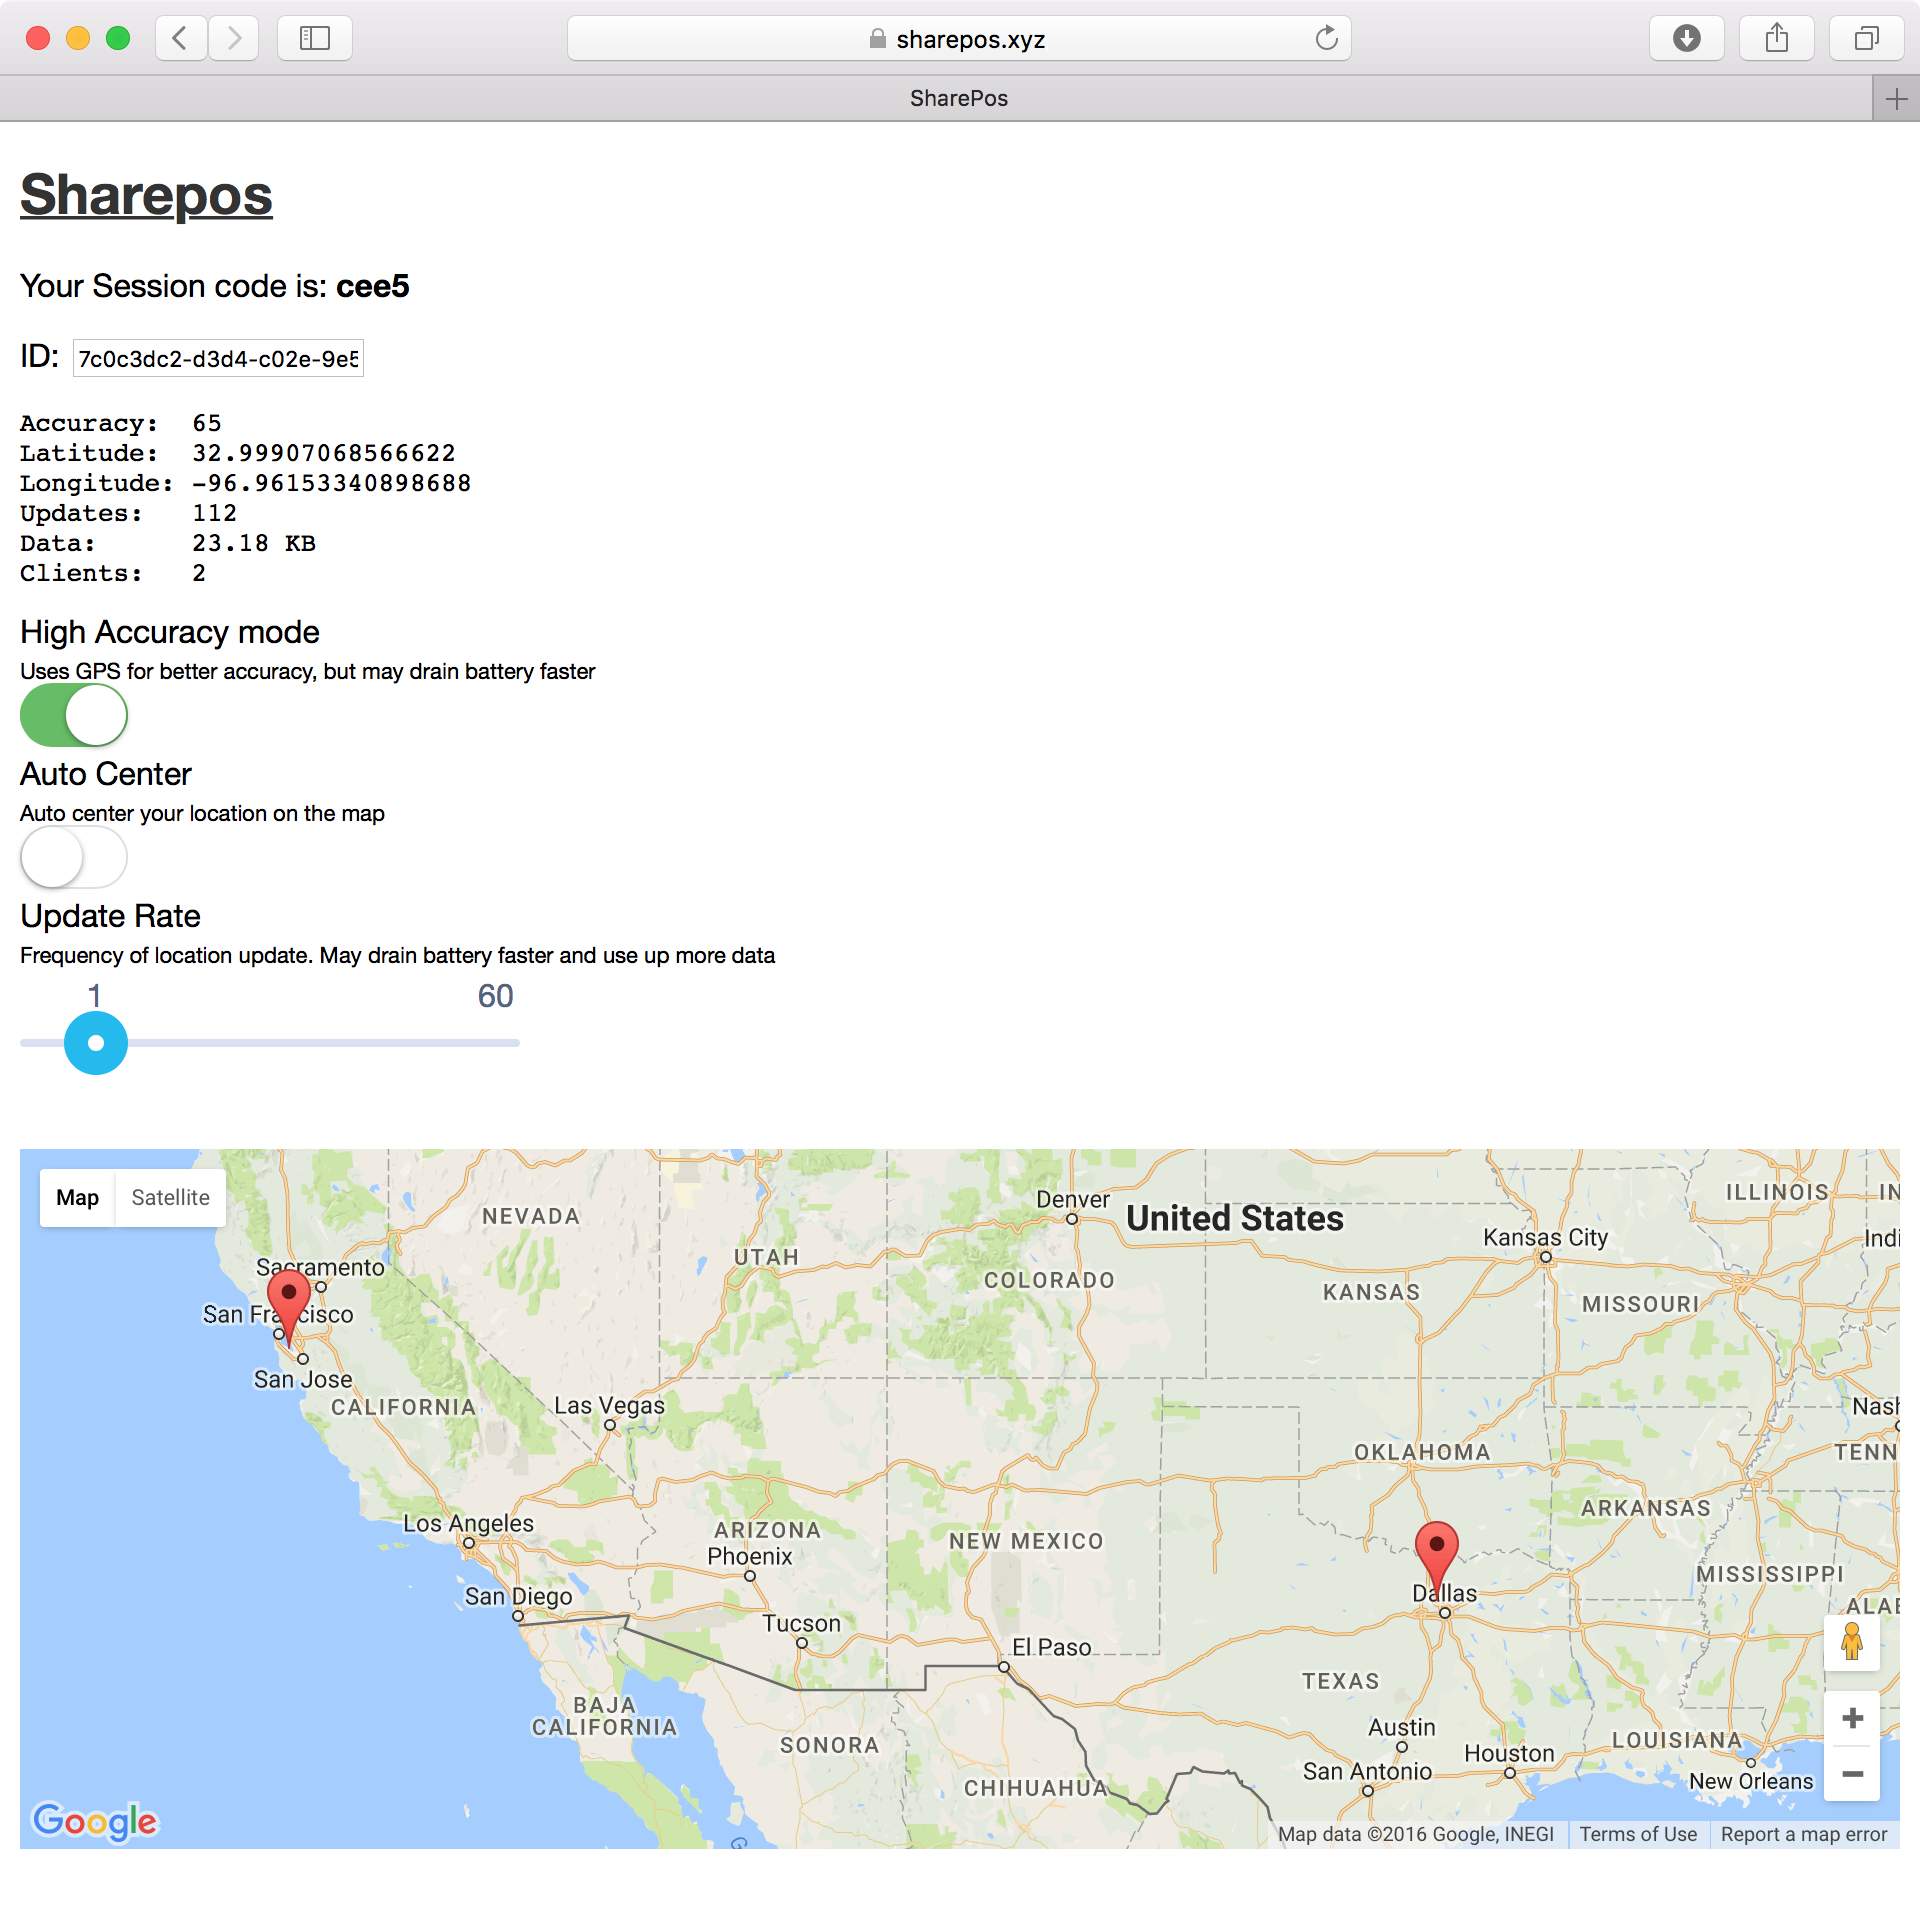 sharepos.xyz
SharePos
Sharepos
Your Session code is: cee5
ID: 7c0c3dc2-d3d4-c02e-9e5
Accuracy: 65
Latitude: 32.99907068566622
Longitude: -96.96153340898688
Updates: 112
Data: 23.18 KB
Clients: 2
High Accuracy mode
Uses GPS for better accuracy, but may drain battery faster
Auto Center
Auto center your location on the map
Update Rate
Frequency of location update. May drain battery faster and use up more data
1 60
Map Satellite
NEVADA
Denver
United States
ILLINOIS
IN
Kansas City
Indi
Sacramento
UTAH
COLORADO
KANSAS
MISSOURI
San Francisco
San Jose
CALIFORNIA
Las Vegas
Nash
OKLAHOMA
TENN
ARKANSAS
Los Angeles
ARIZONA
Phoenix
NEW MEXICO
MISSISSIPPI
San Diego
Dallas
ALAB
Tucson
El Paso
TEXAS
BAJA
CALIFORNIA
SONORA
Austin
Houston
LOUISIANA
San Antonio
New Orleans
CHIHUAHUA
Google
Map data ©2016 Google, INEGI Terms of Use Report a map error